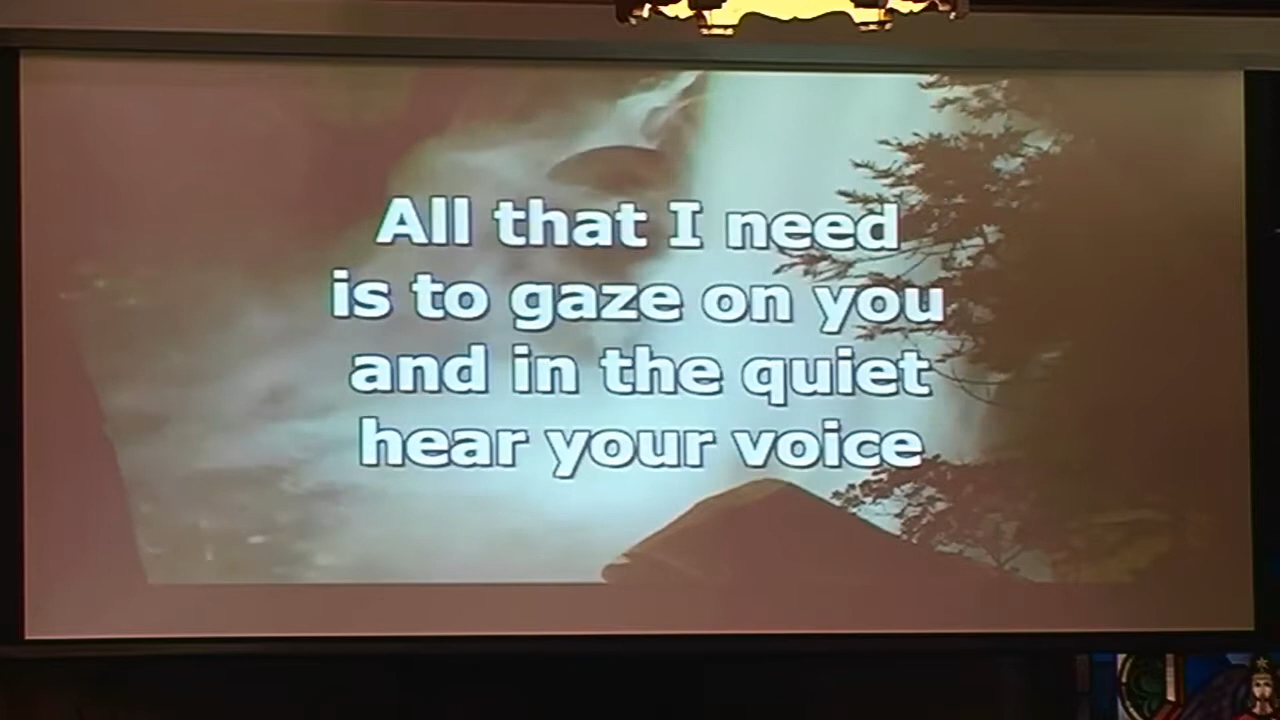 All that I need
is to gaze on you
and in the quiet
hear your voice